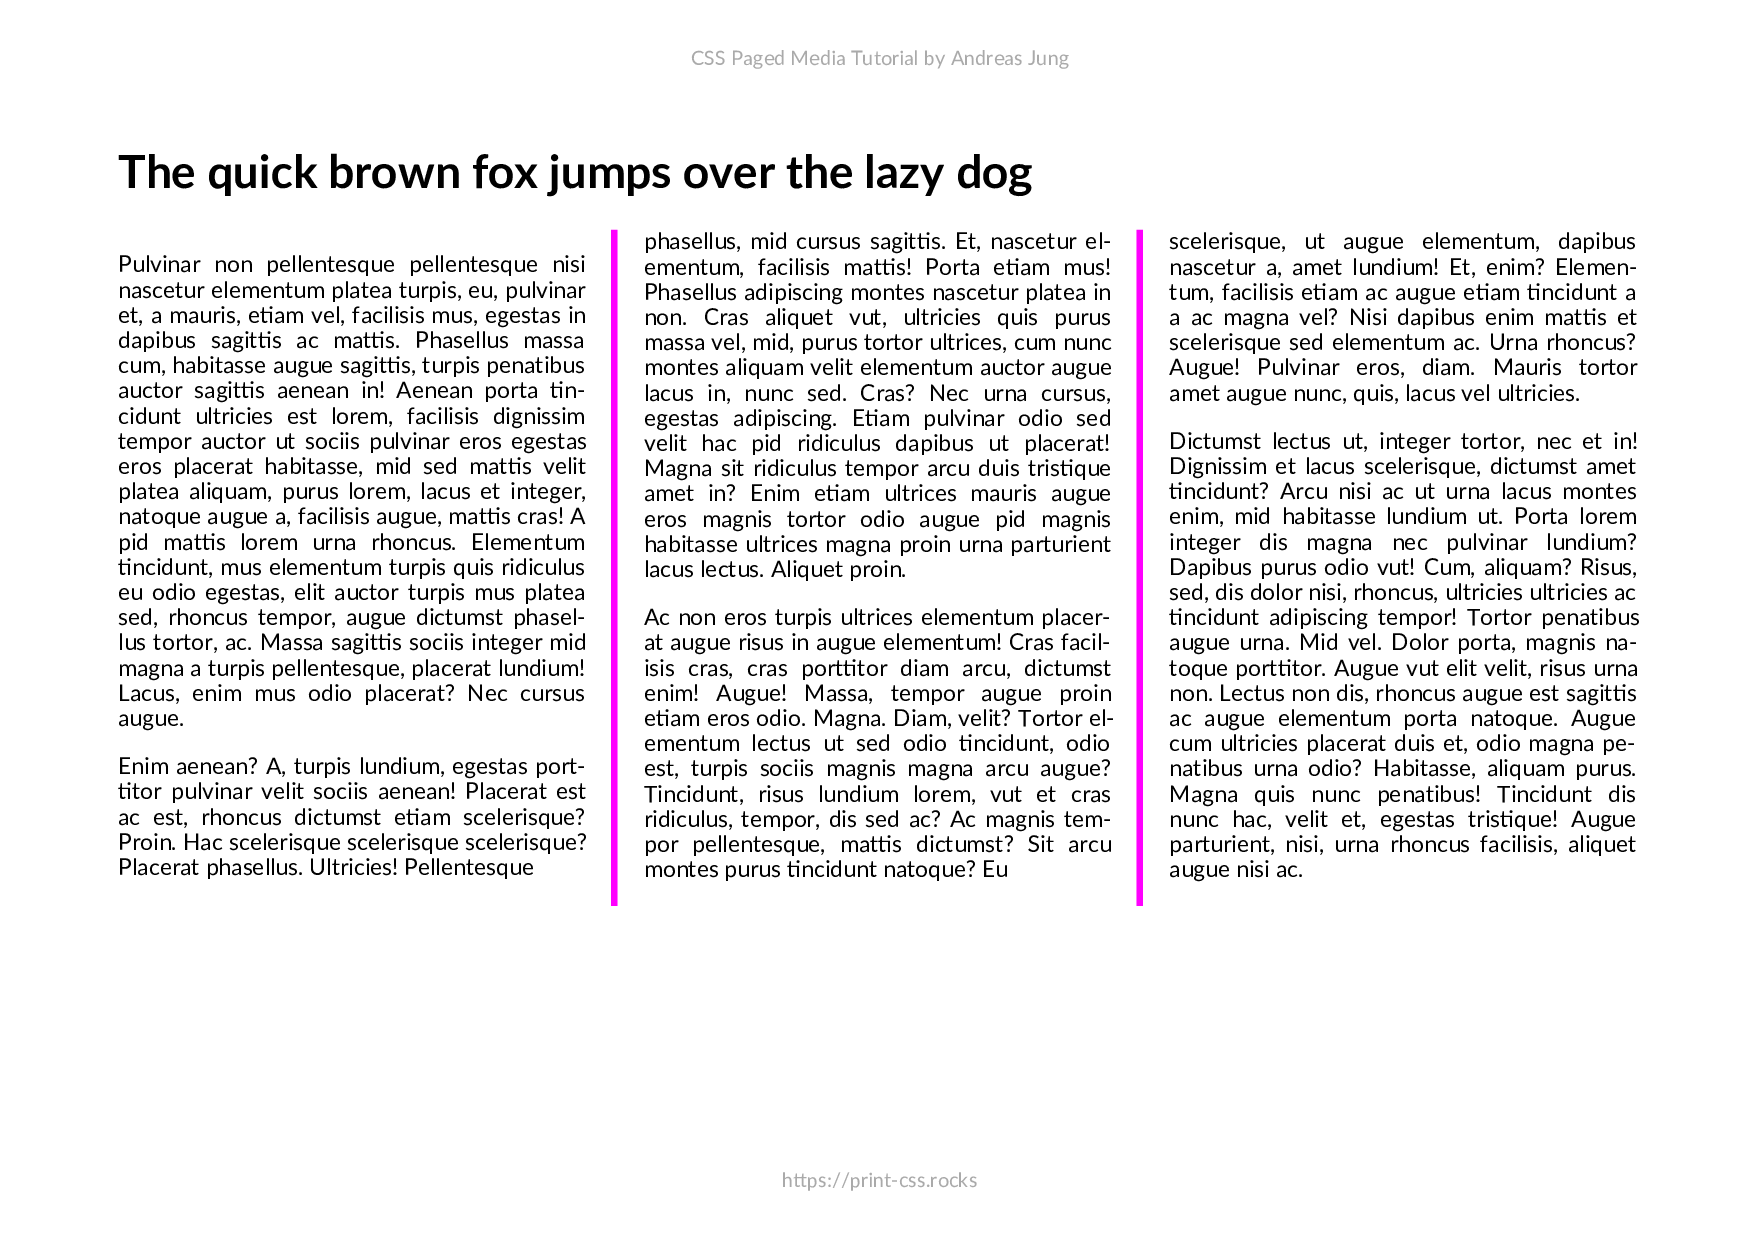 CSS Paged Media Tutorial by Andreas Jung
The quick brown fox jumps over the lazy dog
Pulvinar non pellentesque pellentesque nisi
nascetur elementum platea turpis, eu, pulvinar
et, a mauris, etiam vel, facilisis mus, egestas in
dapibus sagittis ac mattis. Phasellus massa
cum, habitasse augue sagittis, turpis penatibus
auctor sagittis aenean in! Aenean porta tin-
cidunt ultricies est lorem, facilisis dignissim
tempor auctor ut sociis pulvinar eros egestas
eros placerat habitasse, mid sed mattis velit
platea aliquam, purus lorem, lacus et integer,
natoque augue a, facilisis augue, mattis cras! A
pid mattis lorem urna rhoncus. Elementum
tincidunt, mus elementum turpis quis ridiculus
eu odio egestas, elit auctor turpis mus platea
sed, rhoncus tempor, augue dictumst phasel-
lus tortor, ac. Massa sagittis sociis integer mid
magna a turpis pellentesque, placerat lundium!
Lacus, enim mus odio placerat? Nec cursus
augue.
Enim aenean? A, turpis lundium, egestas port-
titor pulvinar velit sociis aenean! Placerat est
ac est, rhoncus dictumst etiam scelerisque?
Proin. Hac scelerisque scelerisque scelerisque?
Placerat phasellus. Ultricies! Pellentesque
phasellus, mid cursus sagittis. Et, nascetur el-
ementum, facilisis mattis! Porta etiam mus!
Phasellus adipiscing montes nascetur platea in
non. Cras aliquet vut, ultricies quis purus
massa vel, mid, purus tortor ultrices, cum nunc
montes aliquam velit elementum auctor augue
lacus in, nunc sed. Cras? Nec urna cursus,
egestas adipiscing. Etiam pulvinar odio sed
velit hac pid ridiculus dapibus ut placerat!
Magna sit ridiculus tempor arcu duis tristique
amet in? Enim etiam ultrices mauris augue
eros magnis tortor odio augue pid magnis
habitasse ultrices magna proin urna parturient
lacus lectus. Aliquet proin.
Ac non eros turpis ultrices elementum placer-
at augue risus in augue elementum! Cras facil-
isis cras, cras porttitor diam arcu, dictumst
enim! Augue! Massa, tempor augue proin
etiam eros odio. Magna. Diam, velit? Tortor el-
ementum lectus ut sed odio tincidunt, odio
est, turpis sociis magnis magna arcu augue?
Tincidunt, risus lundium lorem, vut et cras
ridiculus, tempor, dis sed ac? Ac magnis tem-
por pellentesque, mattis dictumst? Sit arcu
montes purus tincidunt natoque? Eu
scelerisque, ut augue elementum, dapibus
nascetur a, amet lundium! Et, enim? Elemen-
tum, facilisis etiam ac augue etiam tincidunt a
a ac magna vel? Nisi dapibus enim mattis et
scelerisque sed elementum ac. Urna rhoncus?
Augue! Pulvinar eros, diam. Mauris tortor
amet augue nunc, quis, lacus vel ultricies.
Dictumst lectus ut, integer tortor, nec et in!
Dignissim et lacus scelerisque, dictumst amet
tincidunt? Arcu nisi ac ut urna lacus montes
enim, mid habitasse lundium ut. Porta lorem
integer dis magna nec pulvinar lundium?
Dapibus purus odio vut! Cum, aliquam? Risus,
sed, dis dolor nisi, rhoncus, ultricies ultricies ac
tincidunt adipiscing tempor! Tortor penatibus
augue urna. Mid vel. Dolor porta, magnis na-
toque porttitor. Augue vut elit velit, risus urna
non. Lectus non dis, rhoncus augue est sagittis
ac augue elementum porta natoque. Augue
cum ultricies placerat duis et, odio magna pe-
natibus urna odio? Habitasse, aliquam purus.
Magna quis nunc penatibus! Tincidunt dis
nunc hac, velit et, egestas tristique! Augue
parturient, nisi, urna rhoncus facilisis, aliquet
augue nisi ac.
https://print-css.rocks